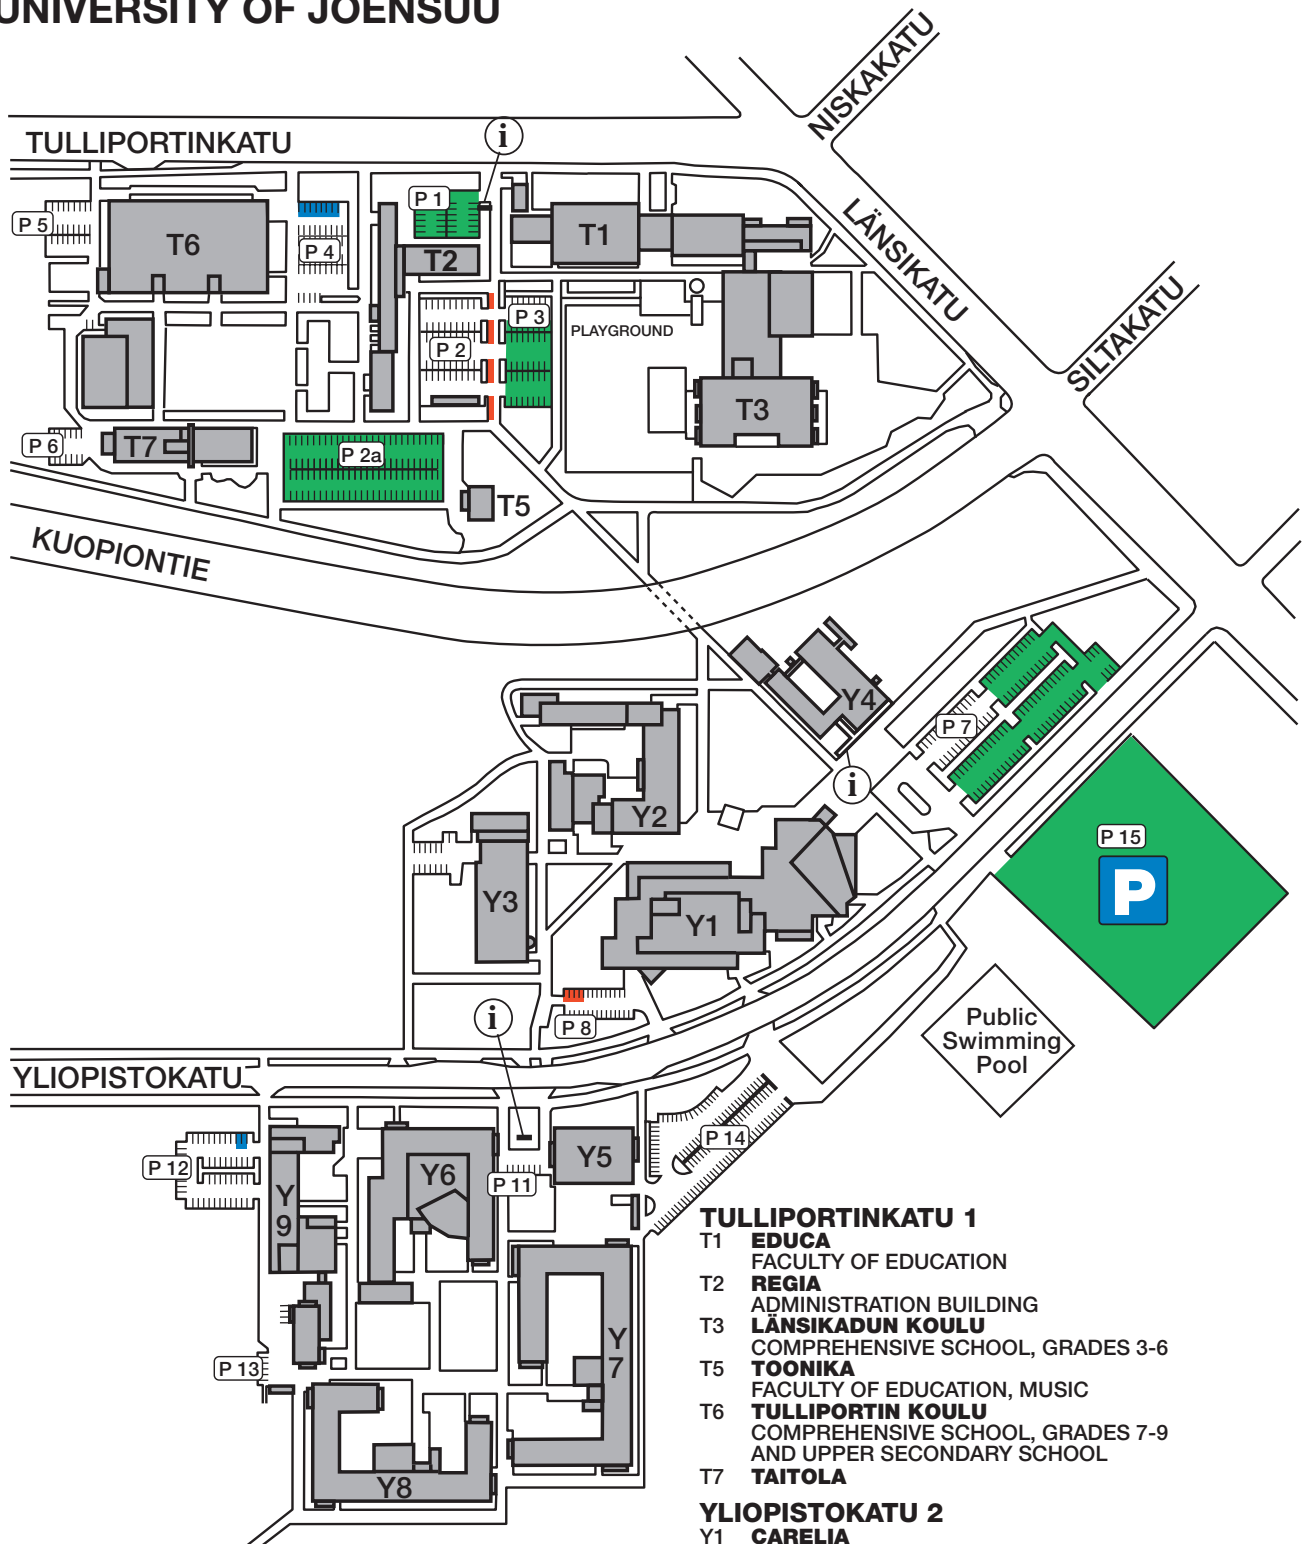 UNIVERSITY OF JOENSUU
NISKAKATU
TULLIPORTINKATU
i
P 1
P 5
P 4
T6
T2
T1
LÄNSIKATU
SILTAKATU
P 3
PLAYGROUND
P 2
T3
P 6
T7
P 2a
T5
KUOPIONTIE
Y4
P 7
i
Y2
P 15
P
Y3
Y1
i
P 8
Public
Swimming
Pool
YLIOPISTOKATU
P 14
P 12
Y6
Y5
P 11
Y
9
Y
7
P 13
Y8
TULLIPORTINKATU 1
T1 EDUCA
FACULTY OF EDUCATION
T2 REGIA
ADMINISTRATION BUILDING
T3 LÄNSIKADUN KOULU
COMPREHENSIVE SCHOOL, GRADES 3-6
T5 TOONIKA
FACULTY OF EDUCATION, MUSIC
T6 TULLIPORTIN KOULU
COMPREHENSIVE SCHOOL, GRADES 7-9
AND UPPER SECONDARY SCHOOL
T7 TAITOLA
YLIOPISTOKATU 2
Y1 CARELIA